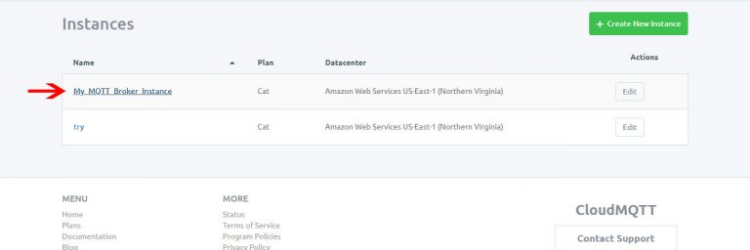 Instances
+ Create New Instance
Name Plan Datacenter Actions
My_MQTT_Broker_Instance Cat Amazon Web Services US-East-1 (Northern Virginia) Edit
try Cat Amazon Web Services US-East-1 (Northern Virginia) Edit
MENU
Home
Plans
Documentation
Blog
MORE
Status
Terms of Service
Program Policies
Privacy Policy
CloudMQTT
Contact Support